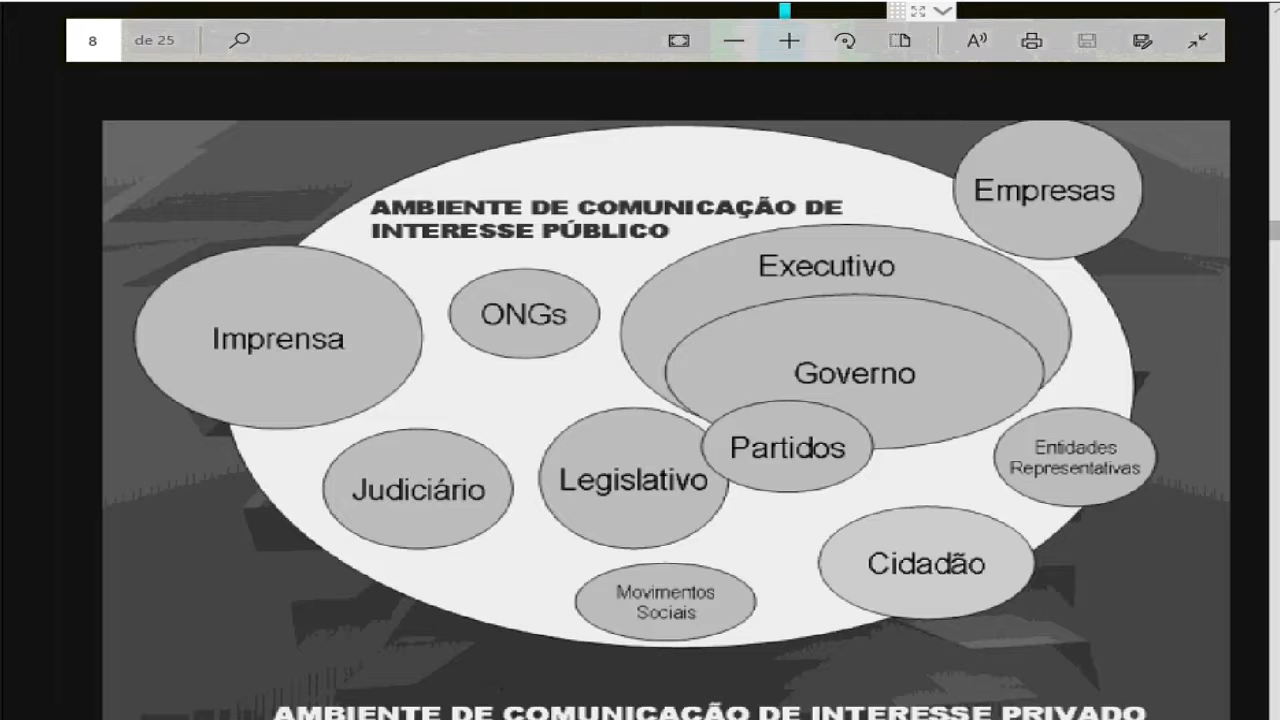 8 de 25
AMBIENTE DE COMUNICAÇÃO DE
INTERESSE PÚBLICO
Empresas
Executivo
Imprensa
ONGs
Governo
Partidos
Entidades
Representativas
Judiciário
Legislativo
Cidadão
Movimentos
Sociais
AMBIENTE DE COMUNICAÇÃO DE INTERESSE PRIVADO